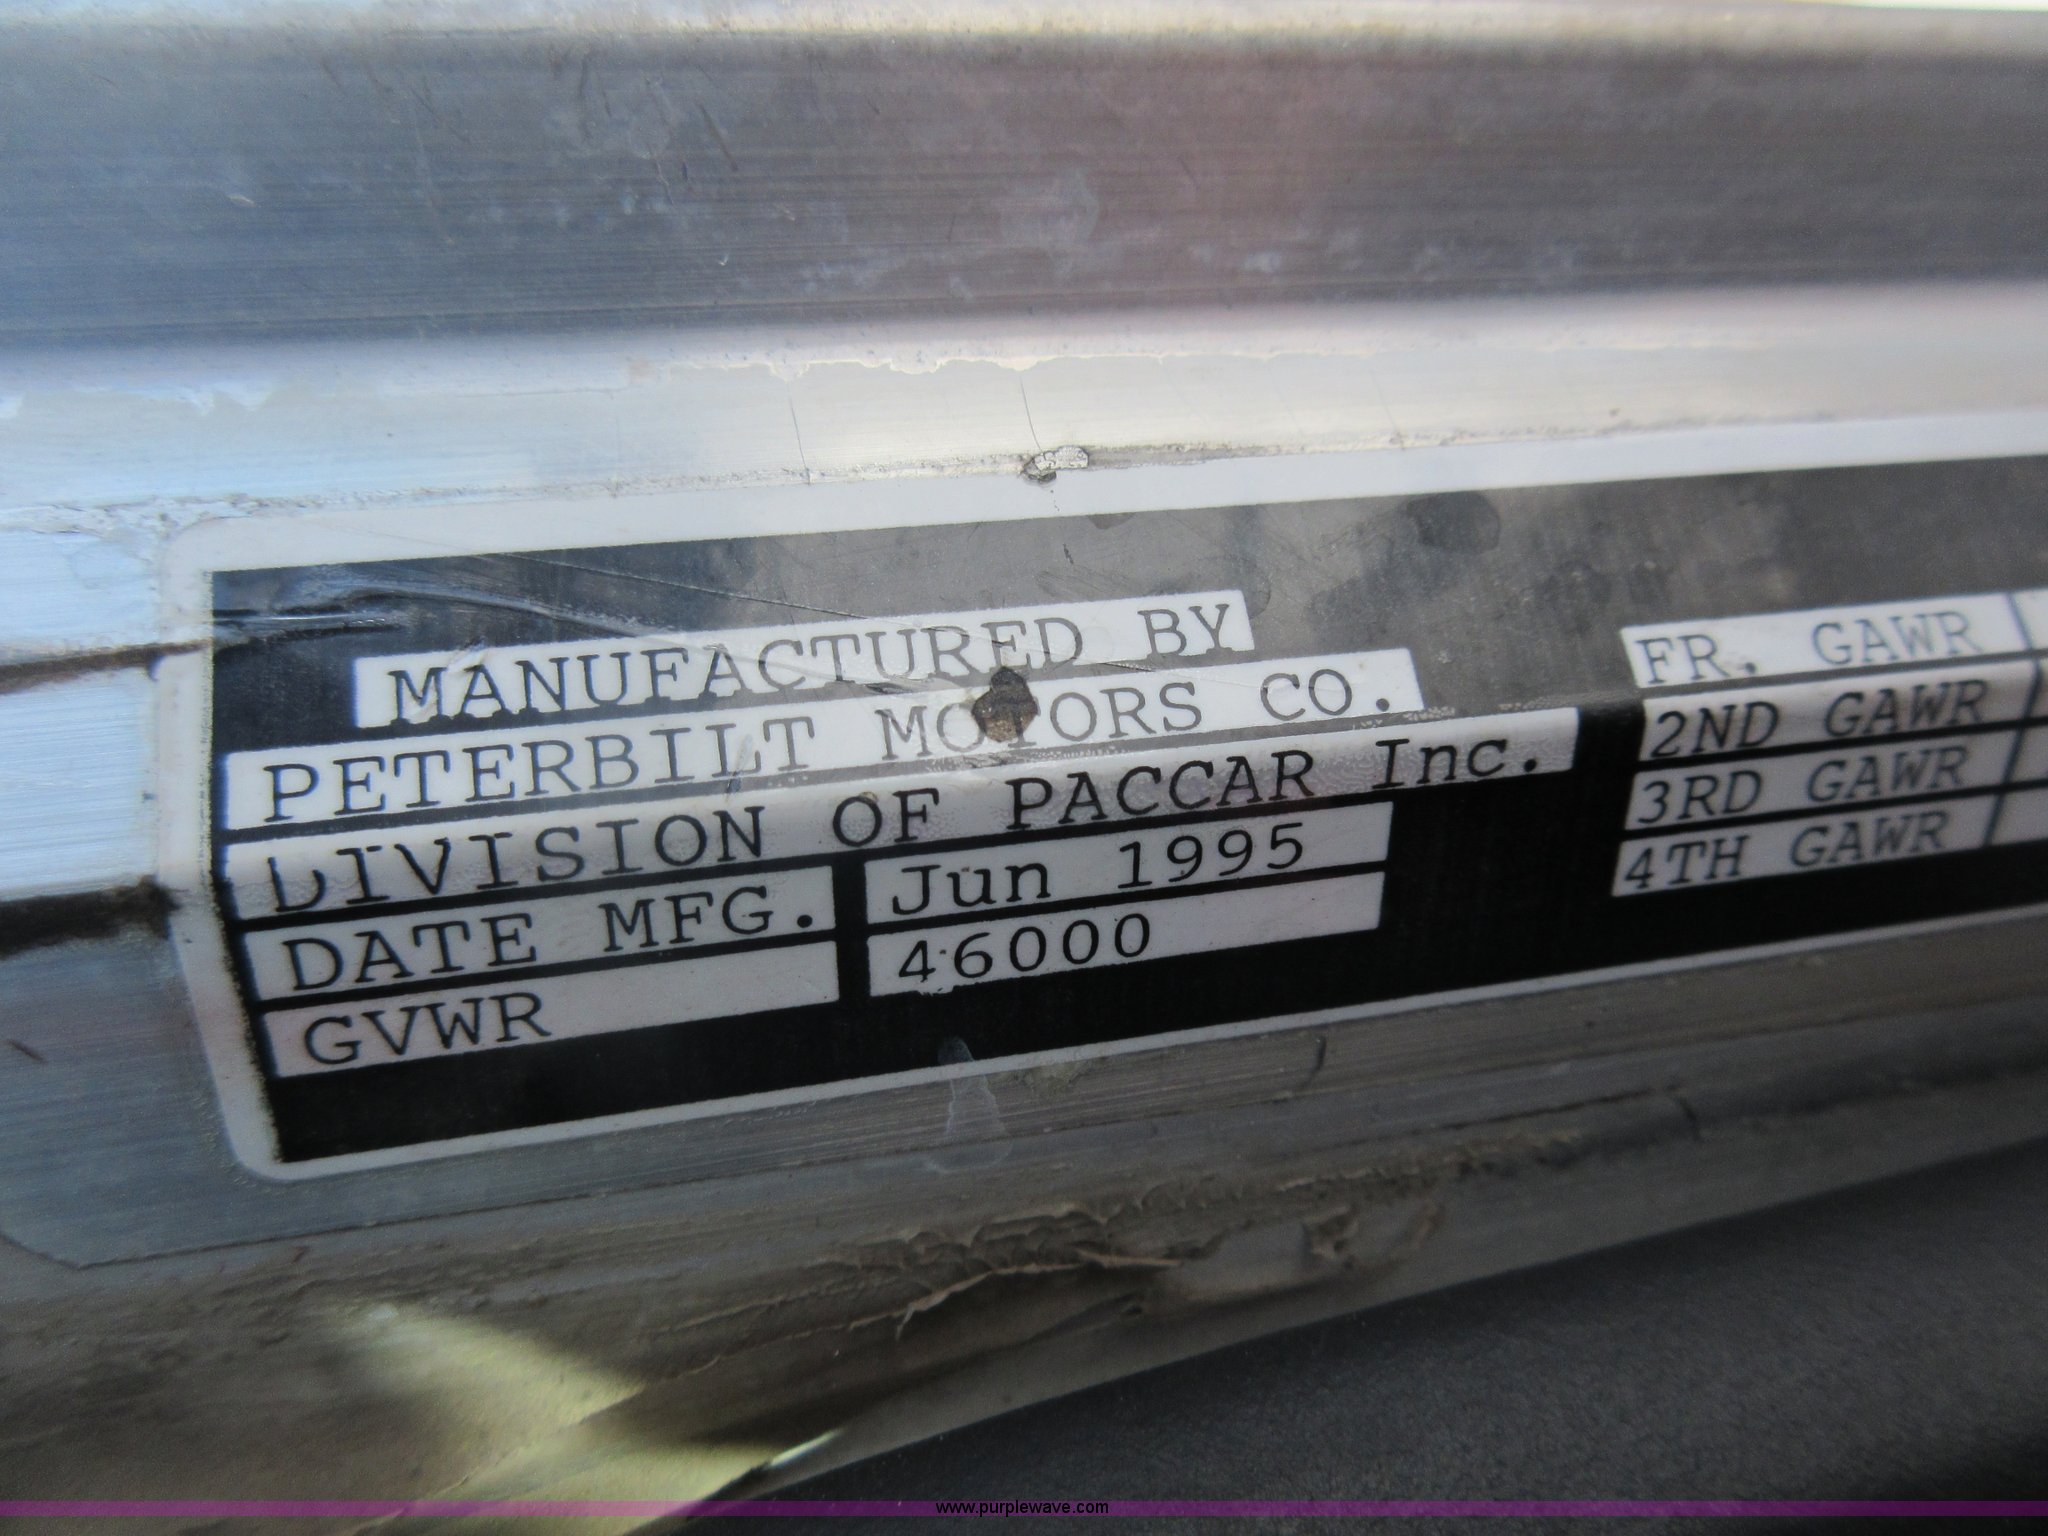 MANUFACTURED BY
PETERBILT MOTORS CO.
DIVISION OF PACCAR Inc.
DATE MFG. Jun 1995
GVWR 46000
FR. GAWR
2ND GAWR
3RD GAWR
4TH GAWR
www.purplewave.com